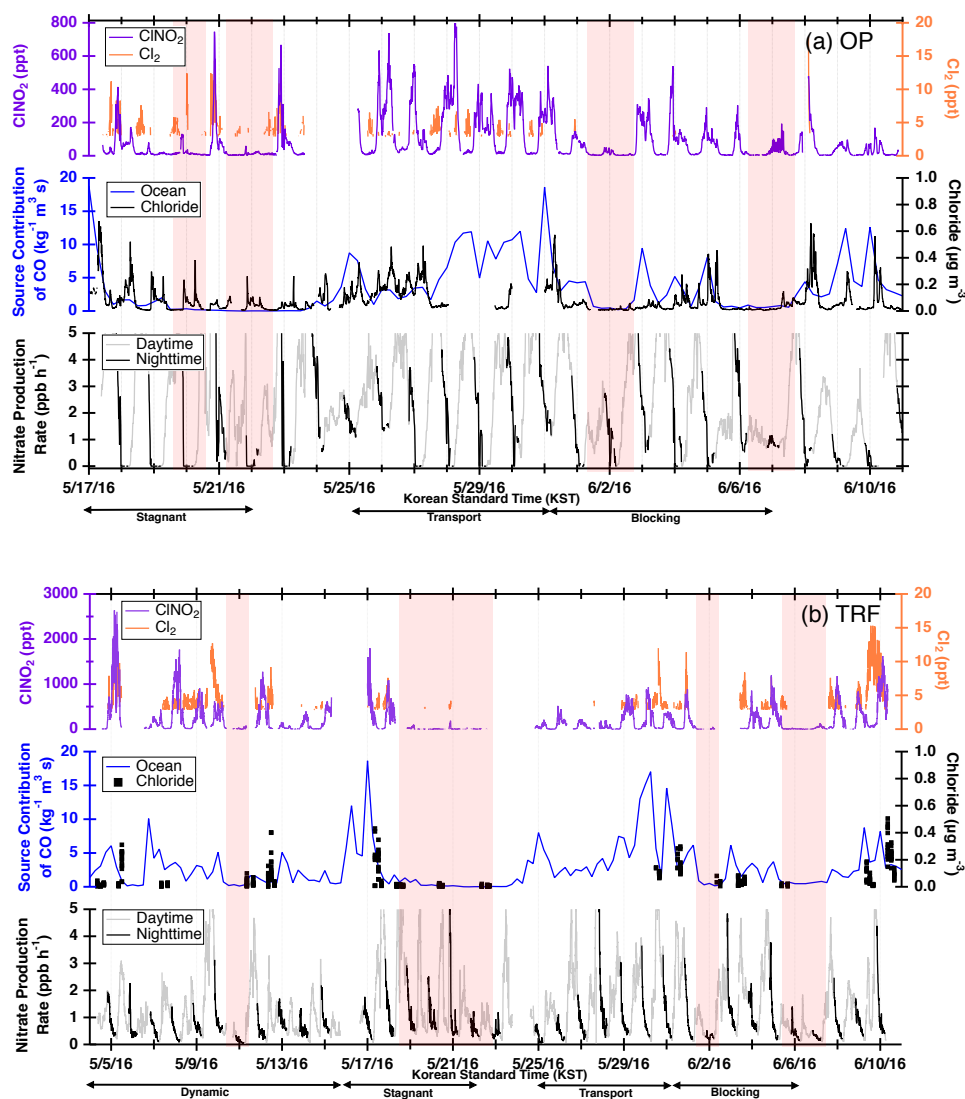 (a) OP
ClNO₂
Cl₂
ClNO₂ (ppt)
800
600
400
200
0
Cl₂ (ppt)
20
15
10
5
0
Ocean
Chloride
Source Contribution
of CO (kg⁻¹ m³ s)
20
15
10
5
0
Chloride (µg m⁻³)
1.0
0.8
0.6
0.4
0.2
0.0
Daytime
Nighttime
Nitrate Production
Rate (ppb h⁻¹)
5
4
3
2
1
0
5/17/16 5/21/16 5/25/16 5/29/16 6/2/16 6/6/16 6/10/16
Korean Standard Time (KST)
Stagnant Transport Blocking
(b) TRF
ClNO₂
Cl₂
ClNO₂ (ppt)
3000
2000
1000
0
Cl₂ (ppt)
20
15
10
5
0
Ocean
Chloride
Source Contribution
of CO (kg⁻¹ m³ s)
20
15
10
5
0
Chloride (µg m⁻³)
1.0
0.8
0.6
0.4
0.2
0.0
Daytime
Nighttime
Nitrate Production
Rate (ppb h⁻¹)
5
4
3
2
1
0
5/5/16 5/9/16 5/13/16 5/17/16 5/21/16 5/25/16 5/29/16 6/2/16 6/6/16 6/10/16
Korean Standard Time (KST)
Dynamic Stagnant Transport Blocking